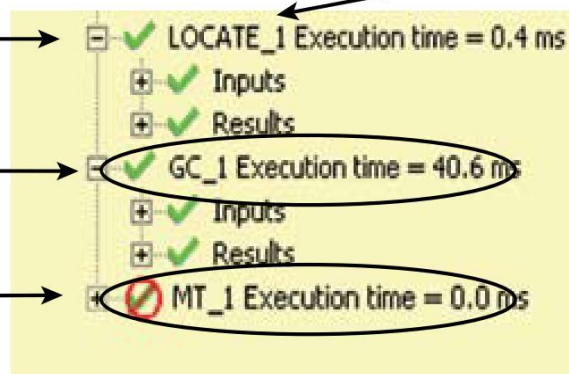 LOCATE_1 Execution time = 0.4 ms
Inputs
Results
GC_1 Execution time = 40.6 ms
Inputs
Results
MT_1 Execution time = 0.0 ms